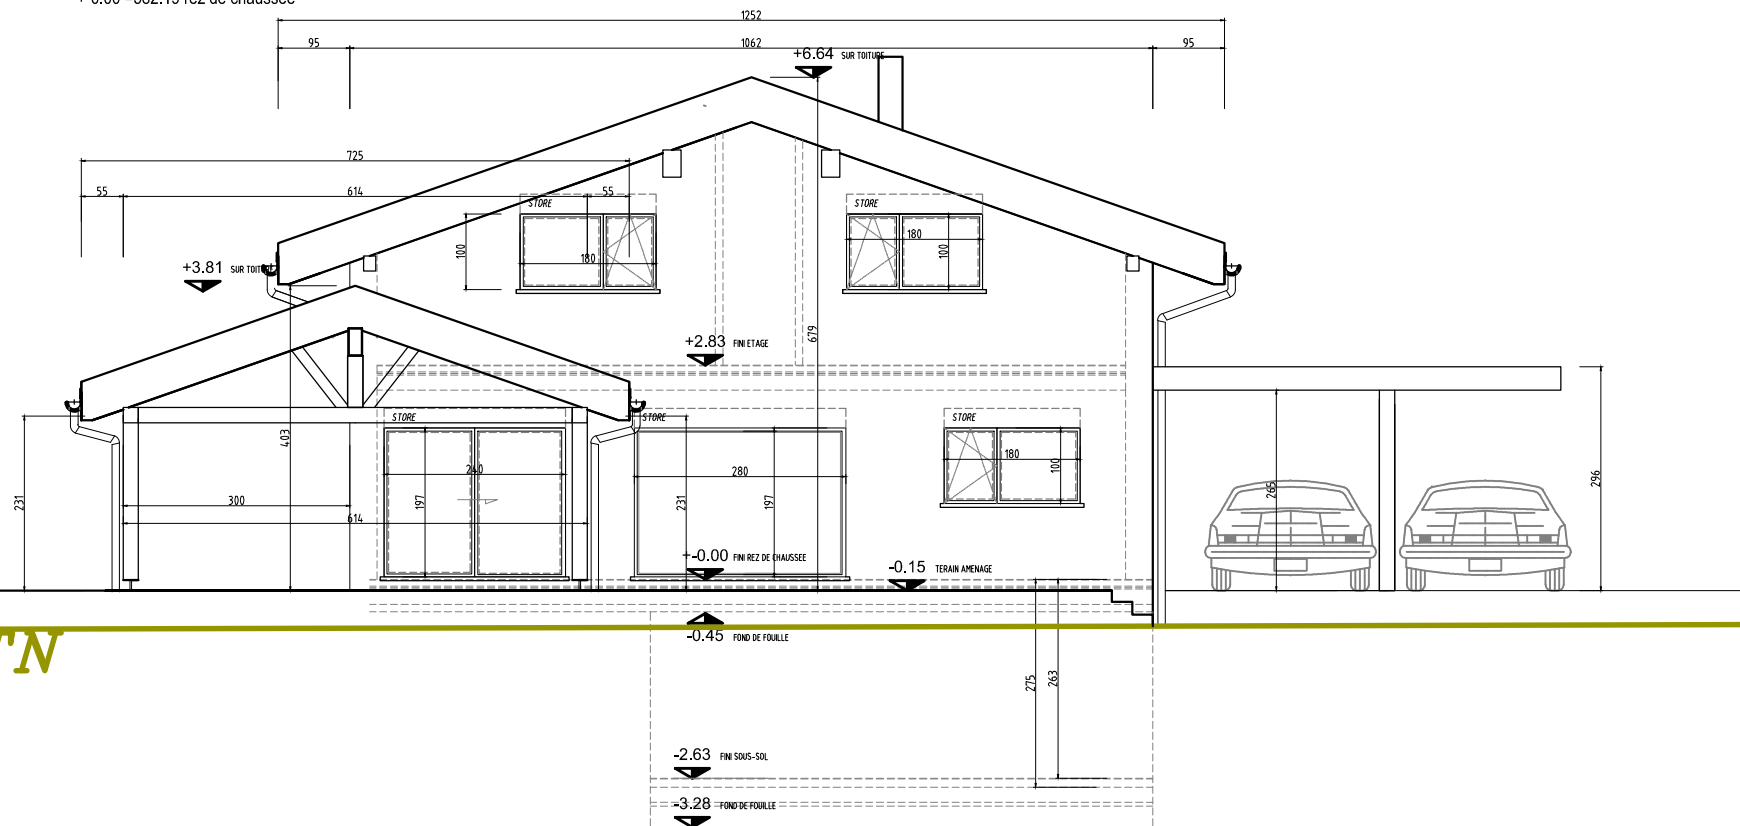 1252
95
1062
95
+6.64 SUR TOITURE
725
55
614
55
STORE
STORE
100
180
180
100
+3.81
679
+2.83 FINI ETAGE
STORE
STORE
STORE
403
240
280
180
100
231
300
197
231
197
265
296
614
+-0.00 FINI REZ DE CHAUSSEE
-0.15 TERAIN AMENAGE
-0.45 FOND DE FOUILLE
"N
275
263
-2.63 FINI SOUS-SOL
-3.28 FOND DE FOUILLE